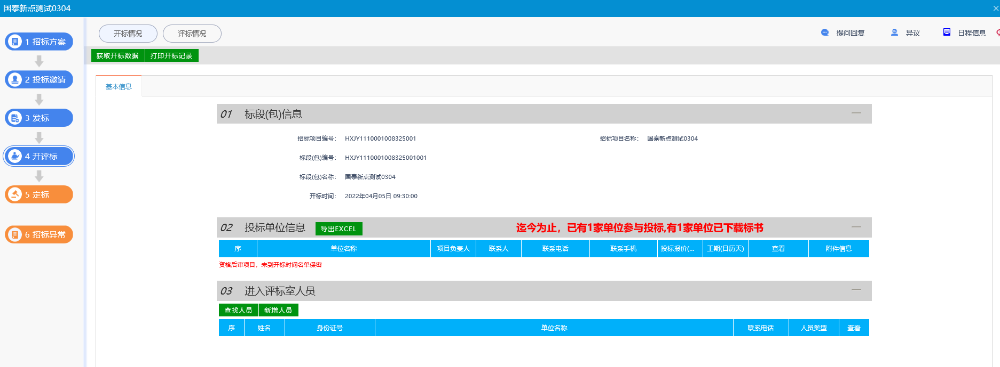 国泰新点测试0304
1 招标方案
2 投标邀请
3 发标
4 开评标
5 定标
6 招标异常
开标情况 评标情况
提问回复 异议 日程信息
获取开标数据 打印开标记录
基本信息
01 标段(包)信息
招标项目编号： HXJY1110001008325001 招标项目名称： 国泰新点测试0304
标段(包)编号： HXJY1110001008325001001
标段(包)名称： 国泰新点测试0304
开标时间： 2022年04月05日 09:30:00
02 投标单位信息 导出EXCEL 迄今为止，已有1家单位参与投标,有1家单位已下载标书
序 单位名称 项目负责人 联系人 联系电话 联系手机 投标报价(... 工期(日历天) 查看 附件信息
资格后审项目，未到开标时间名单保密
03 进入评标室人员
查找人员 新增人员
序 姓名 身份证号 单位名称 联系电话 人员类型 查看